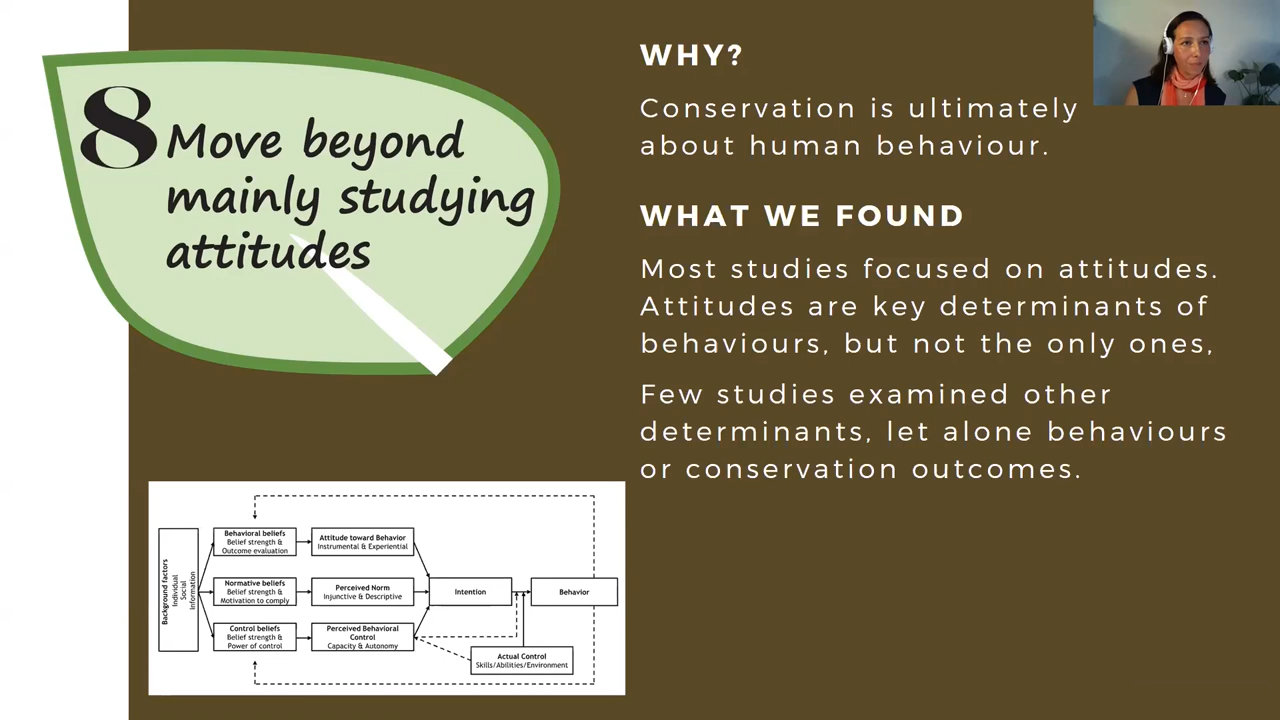 8
Move beyond
mainly studying
attitudes
WHY?
Conservation is ultimately
about human behaviour.
WHAT WE FOUND
Most studies focused on attitudes.
Attitudes are key determinants of
behaviours, but not the only ones,
Few studies examined other
determinants, let alone behaviours
or conservation outcomes.
Background factors
Individual
Social
Information
Behavioral beliefs
Belief strength &
Outcome evaluation
Attitude toward Behavior
Instrumental & Experiential
Normative beliefs
Belief strength &
Motivation to comply
Perceived Norm
Injunctive & Descriptive
Intention
Behavior
Control beliefs
Belief strength &
Power of control
Perceived Behavioral
Control
Capacity & Autonomy
Actual Control
Skills/Abilities/Environment